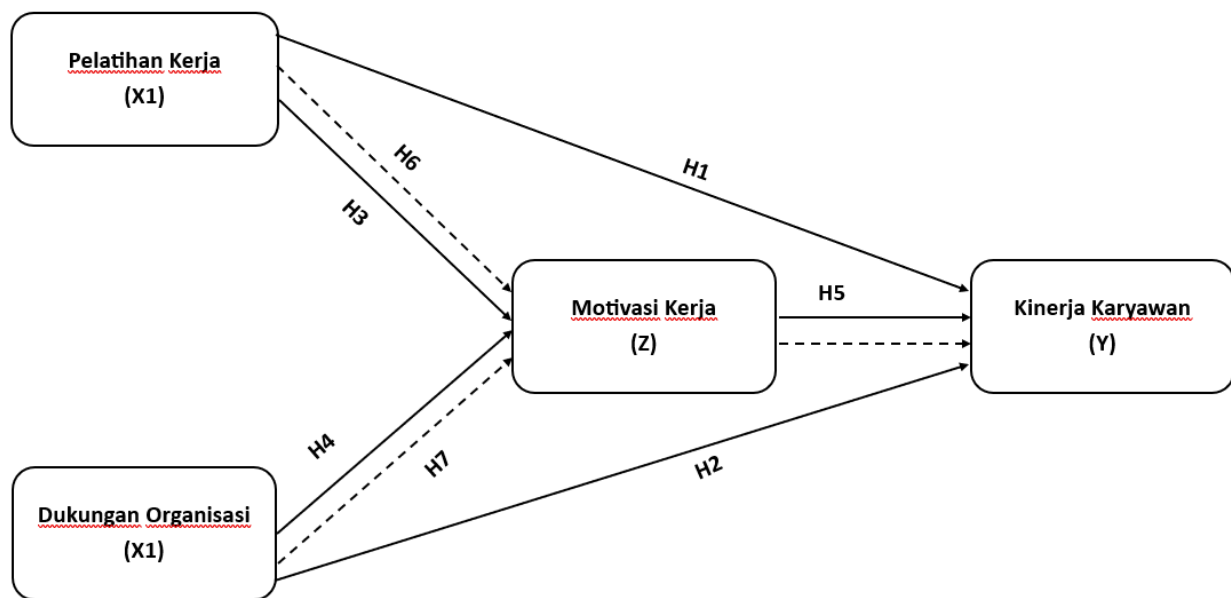 Pelatihan Kerja
(X1)
H1
H6
H3
Motivasi Kerja
(Z)
H5
Kinerja Karyawan
(Y)
H4
H7
H2
Dukungan Organisasi
(X1)